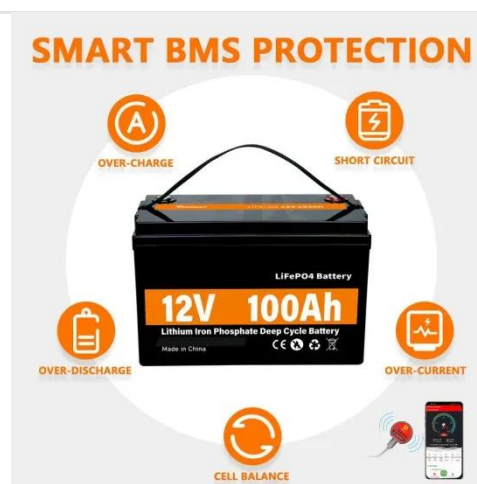 SMART BMS PROTECTION
OVER-CHARGE
SHORT CIRCUIT
LiFePO4 Battery
12V 100Ah
Lithium Iron Phosphate Deep Cycle Battery
Made in China
OVER-DISCHARGE
OVER-CURRENT
CELL BALANCE